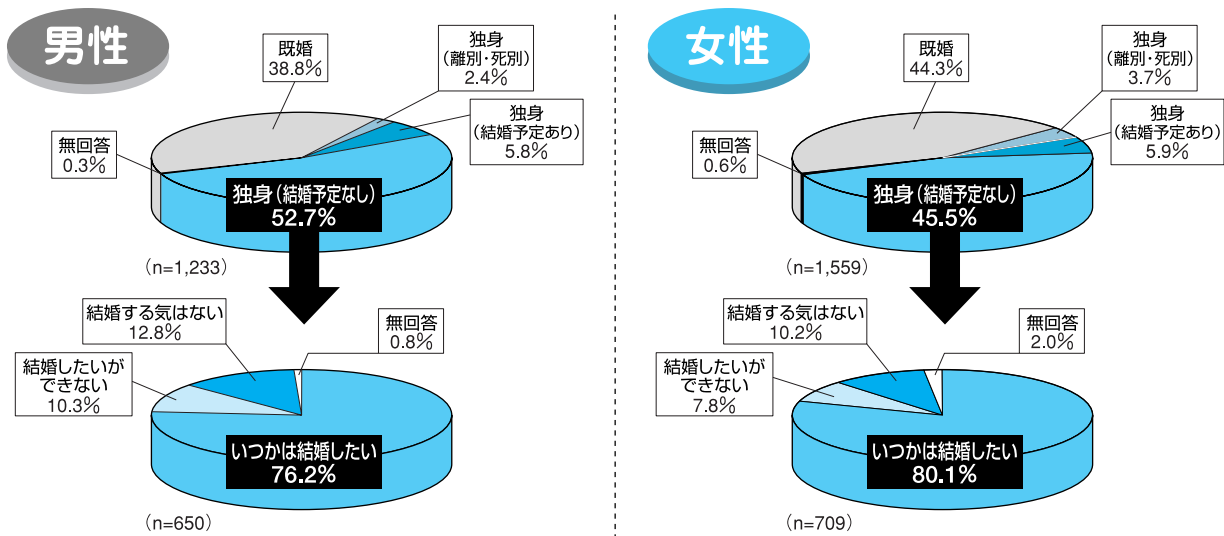 男性
既婚
38.8%
独身
(離別・死別)
2.4%
独身
(結婚予定あり)
5.8%
無回答
0.3%
独身(結婚予定なし)
52.7%
(n=1,233)
結婚する気はない
12.8%
無回答
0.8%
結婚したいが
できない
10.3%
いつかは結婚したい
76.2%
(n=650)
女性
既婚
44.3%
独身
(離別・死別)
3.7%
独身
(結婚予定あり)
5.9%
無回答
0.6%
独身(結婚予定なし)
45.5%
(n=1,559)
結婚する気はない
10.2%
無回答
2.0%
結婚したいが
できない
7.8%
いつかは結婚したい
80.1%
(n=709)